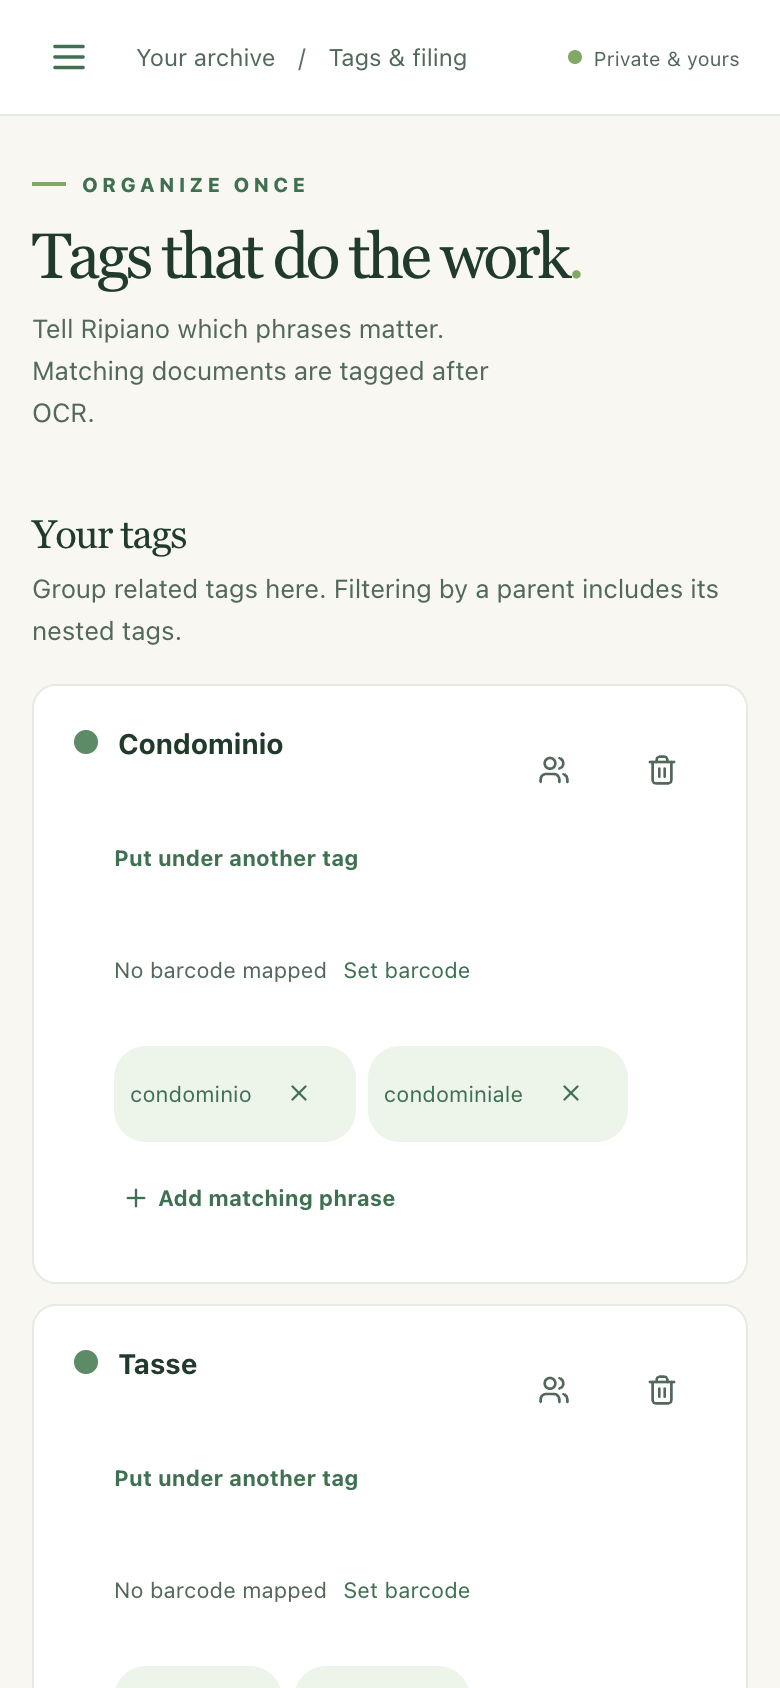 Your archive / Tags & filing
Private & yours
ORGANIZE ONCE
Tags that do the work.
Tell Ripiano which phrases matter.
Matching documents are tagged after
OCR.
Your tags
Group related tags here. Filtering by a parent includes its
nested tags.
Condominio
Put under another tag
No barcode mapped Set barcode
condominio
condominiale
Add matching phrase
Tasse
Put under another tag
No barcode mapped Set barcode